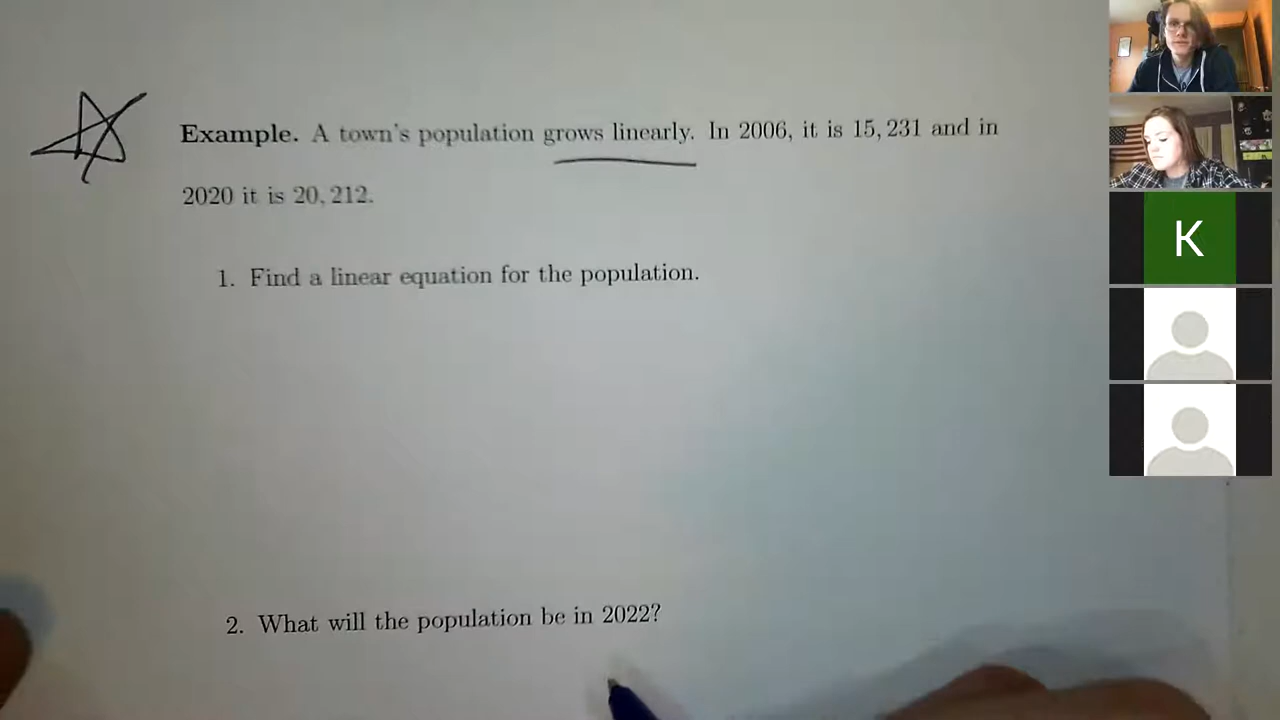 Example. A town's population grows linearly. In 2006, it is 15, 231 and in
2020 it is 20, 212.
1. Find a linear equation for the population.
2. What will the population be in 2022?
K